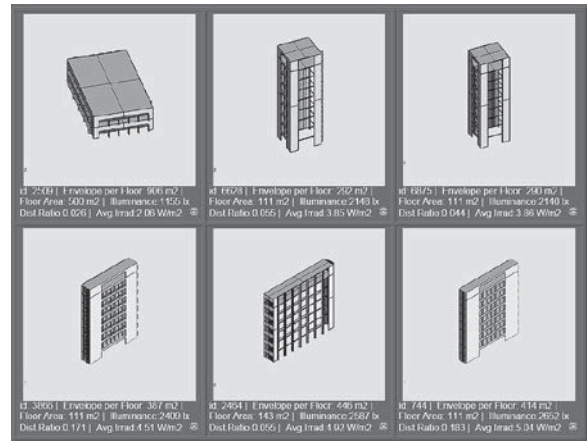 id: 2509 | Envelope per Floor: 906 m2 |
Floor Area: 500 m2 | Illuminance:1155 lx
Dist.Ratio:0.026 | Avg.Irrad:2.06 W/m2
id: 6628 | Envelope per Floor: 292 m2 |
Floor Area: 111 m2 | Illuminance:2148 lx
Dist.Ratio:0.055 | Avg.Irrad:3.85 W/m2
id: 6875 | Envelope per Floor: 290 m2 |
Floor Area: 111 m2 | Illuminance:2140 lx
Dist.Ratio:0.044 | Avg.Irrad:3.86 W/m2
id: 3866 | Envelope per Floor: 387 m2 |
Floor Area: 111 m2 | Illuminance:2409 lx
Dist.Ratio:0.171 | Avg.Irrad:4.51 W/m2
id: 2464 | Envelope per Floor: 446 m2 |
Floor Area: 143 m2 | Illuminance:2587 lx
Dist.Ratio:0.055 | Avg.Irrad:4.92 W/m2
id: 744 | Envelope per Floor: 414 m2 |
Floor Area: 111 m2 | Illuminance:2652 lx
Dist.Ratio:0.183 | Avg.Irrad:5.04 W/m2